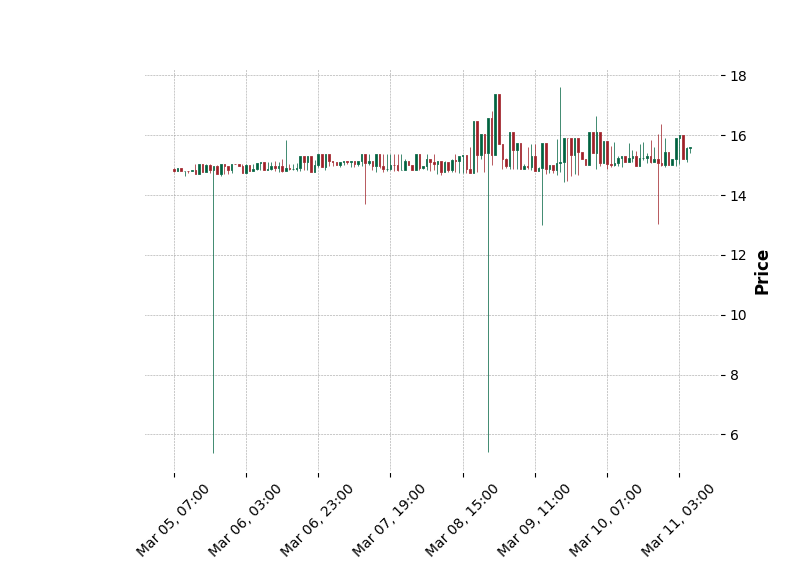 18
16
14
12
10
8
6
Price
Mar 05, 07:00
Mar 06, 03:00
Mar 06, 23:00
Mar 07, 19:00
Mar 08, 15:00
Mar 09, 11:00
Mar 10, 07:00
Mar 11, 03:00